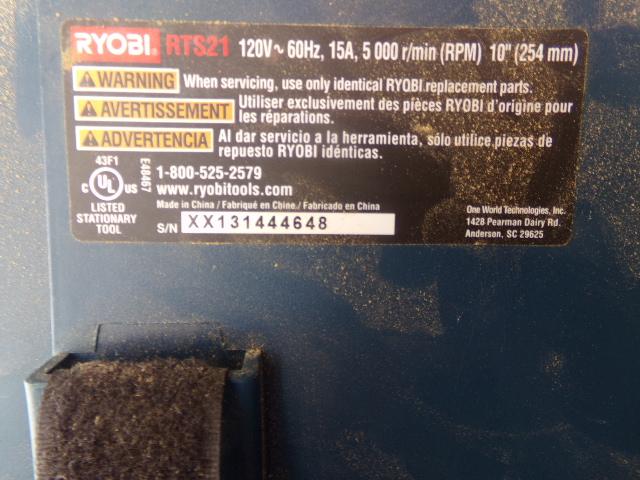 RYOBI. RTS21 120V~ 60Hz, 15A, 5 000 r/min (RPM) 10" (254 mm)
WARNING When servicing, use only identical RYOBI replacement parts.
AVERTISSEMENT Utiliser exclusivement des pièces RYOBI d'origine pour
les réparations.
ADVERTENCIA Al dar servicio a la herramienta, sólo utilice piezas de
repuesto RYOBI idénticas.
43F1
C UL US
LISTED
STATIONARY
TOOL
E48467
1-800-525-2579
www.ryobitools.com
Made in China / Fabriqué en Chine / Fabricado en China
S/N XX131444648
One World Technologies, Inc.
1428 Pearman Dairy Rd.
Anderson, SC 29625